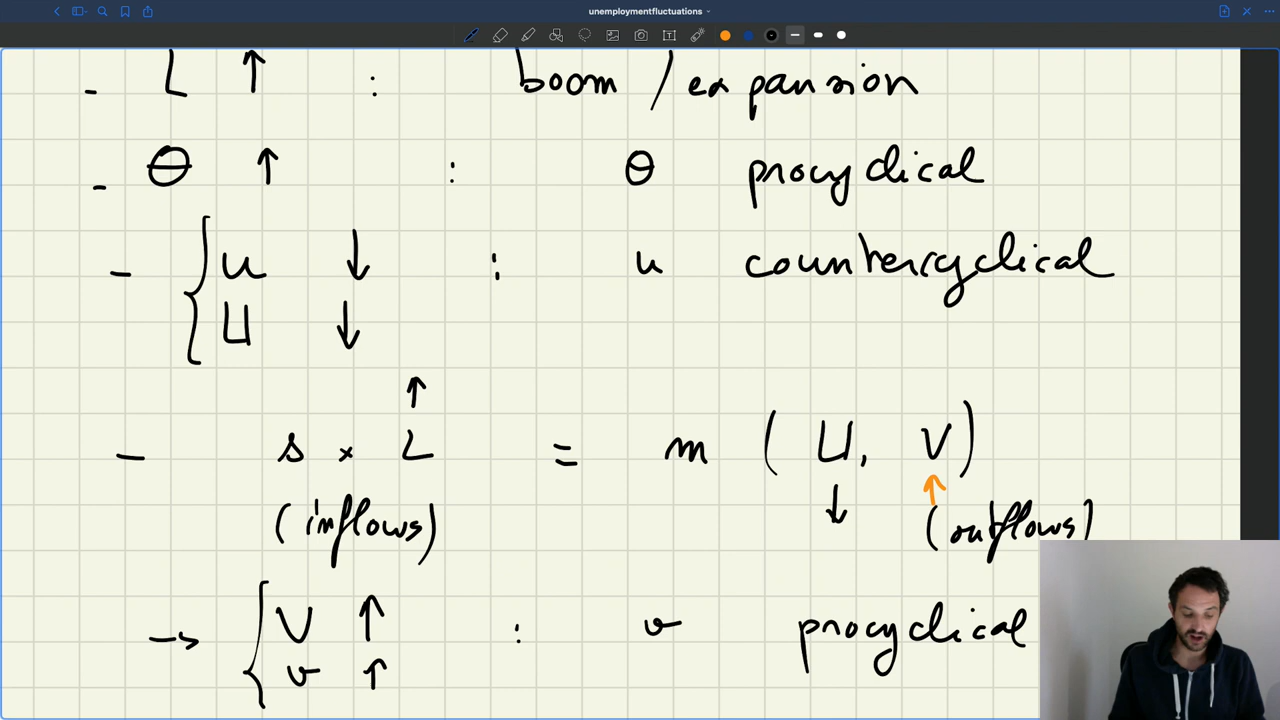 unemploymentfluctuations
- L ↑ : boom / expansion
- θ ↑ : θ procyclical
- { u ↓ : u countercyclical
U ↓
↑
- s × L = m ( U, V )
↓ ↑
(inflows) (outflows)
→ { V ↑ : v procyclical
v ↑